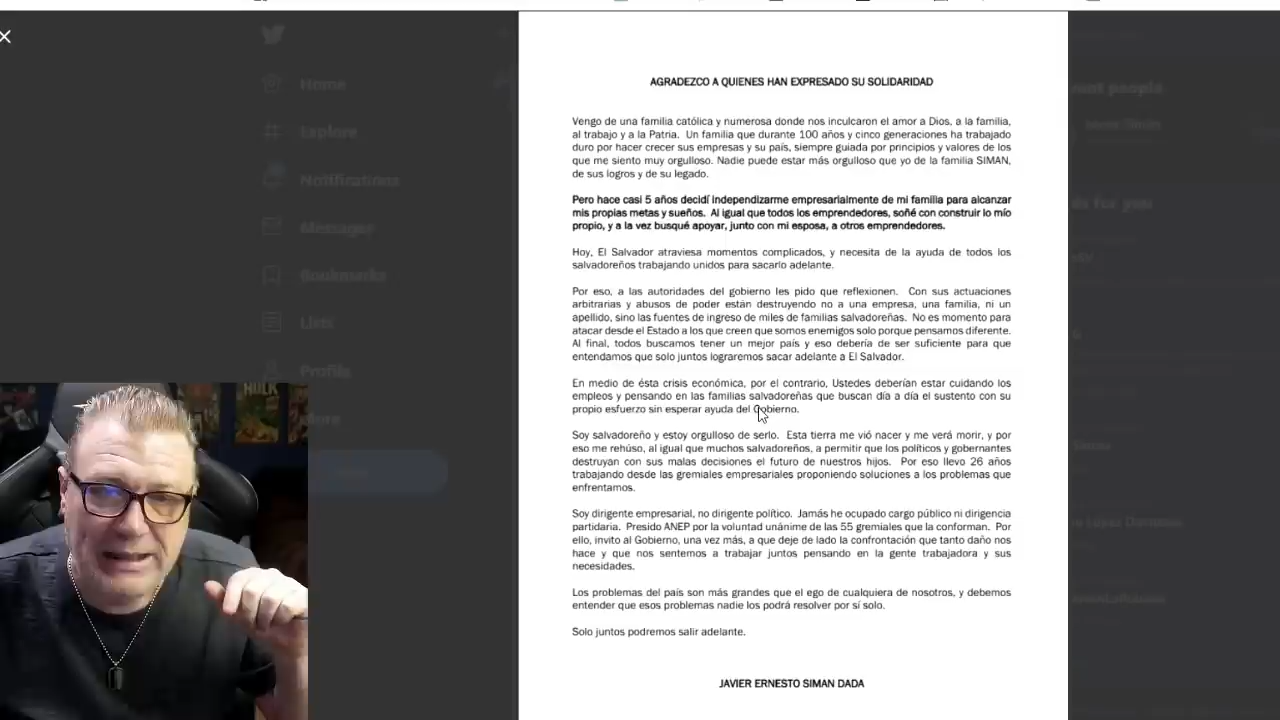 Home
Explore
Notifications
Messages
Bookmarks
Lists
Profile
HULK
AGRADEZCO A QUIENES HAN EXPRESADO SU SOLIDARIDAD
Vengo de una familia católica y numerosa donde nos inculcaron el amor a Dios, a la familia,
al trabajo y a la Patria. Un familia que durante 100 años y cinco generaciones ha trabajado
duro por hacer crecer sus empresas y su país, siempre guiada por principios y valores de los
que me siento muy orgulloso. Nadie puede estar más orgulloso que yo de la familia SIMAN,
de sus logros y de su legado.
Pero hace casi 5 años decidí independizarme empresarialmente de mi familia para alcanzar
mis propias metas y sueños. Al igual que todos los emprendedores, soñé con construir lo mío
propio, y a la vez busqué apoyar, junto con mi esposa, a otros emprendedores.
Hoy, El Salvador atraviesa momentos complicados, y necesita de la ayuda de todos los
salvadoreños trabajando unidos para sacarlo adelante.
Por eso, a las autoridades del gobierno les pido que reflexionen. Con sus actuaciones
arbitrarias y abusos de poder están destruyendo no a una empresa, una familia, ni un
apellido, sino las fuentes de ingreso de miles de familias salvadoreñas. No es momento para
atacar desde el Estado a los que creen que somos enemigos solo porque pensamos diferente.
Al final, todos buscamos tener un mejor país y eso debería de ser suficiente para que
entendamos que solo juntos lograremos sacar adelante a El Salvador.
En medio de ésta crisis económica, por el contrario, Ustedes deberían estar cuidando los
empleos y pensando en las familias salvadoreñas que buscan día a día el sustento con su
propio esfuerzo sin esperar ayuda del Gobierno.
Soy salvadoreño y estoy orgulloso de serlo. Esta tierra me vió nacer y me verá morir, y por
eso me rehúso, al igual que muchos salvadoreños, a permitir que los políticos y gobernantes
destruyan con sus malas decisiones el futuro de nuestros hijos. Por eso llevo 26 años
trabajando desde las gremiales empresariales proponiendo soluciones a los problemas que
enfrentamos.
Soy dirigente empresarial, no dirigente político. Jamás he ocupado cargo público ni dirigencia
partidaria. Presido ANEP por la voluntad unánime de las 55 gremiales que la conforman. Por
ello, invito al Gobierno, una vez más, a que deje de lado la confrontación que tanto daño nos
hace y que nos sentemos a trabajar juntos pensando en la gente trabajadora y sus
necesidades.
Los problemas del país son más grandes que el ego de cualquiera de nosotros, y debemos
entender que esos problemas nadie los podrá resolver por sí solo.
Solo juntos podremos salir adelante.
JAVIER ERNESTO SIMAN DADA